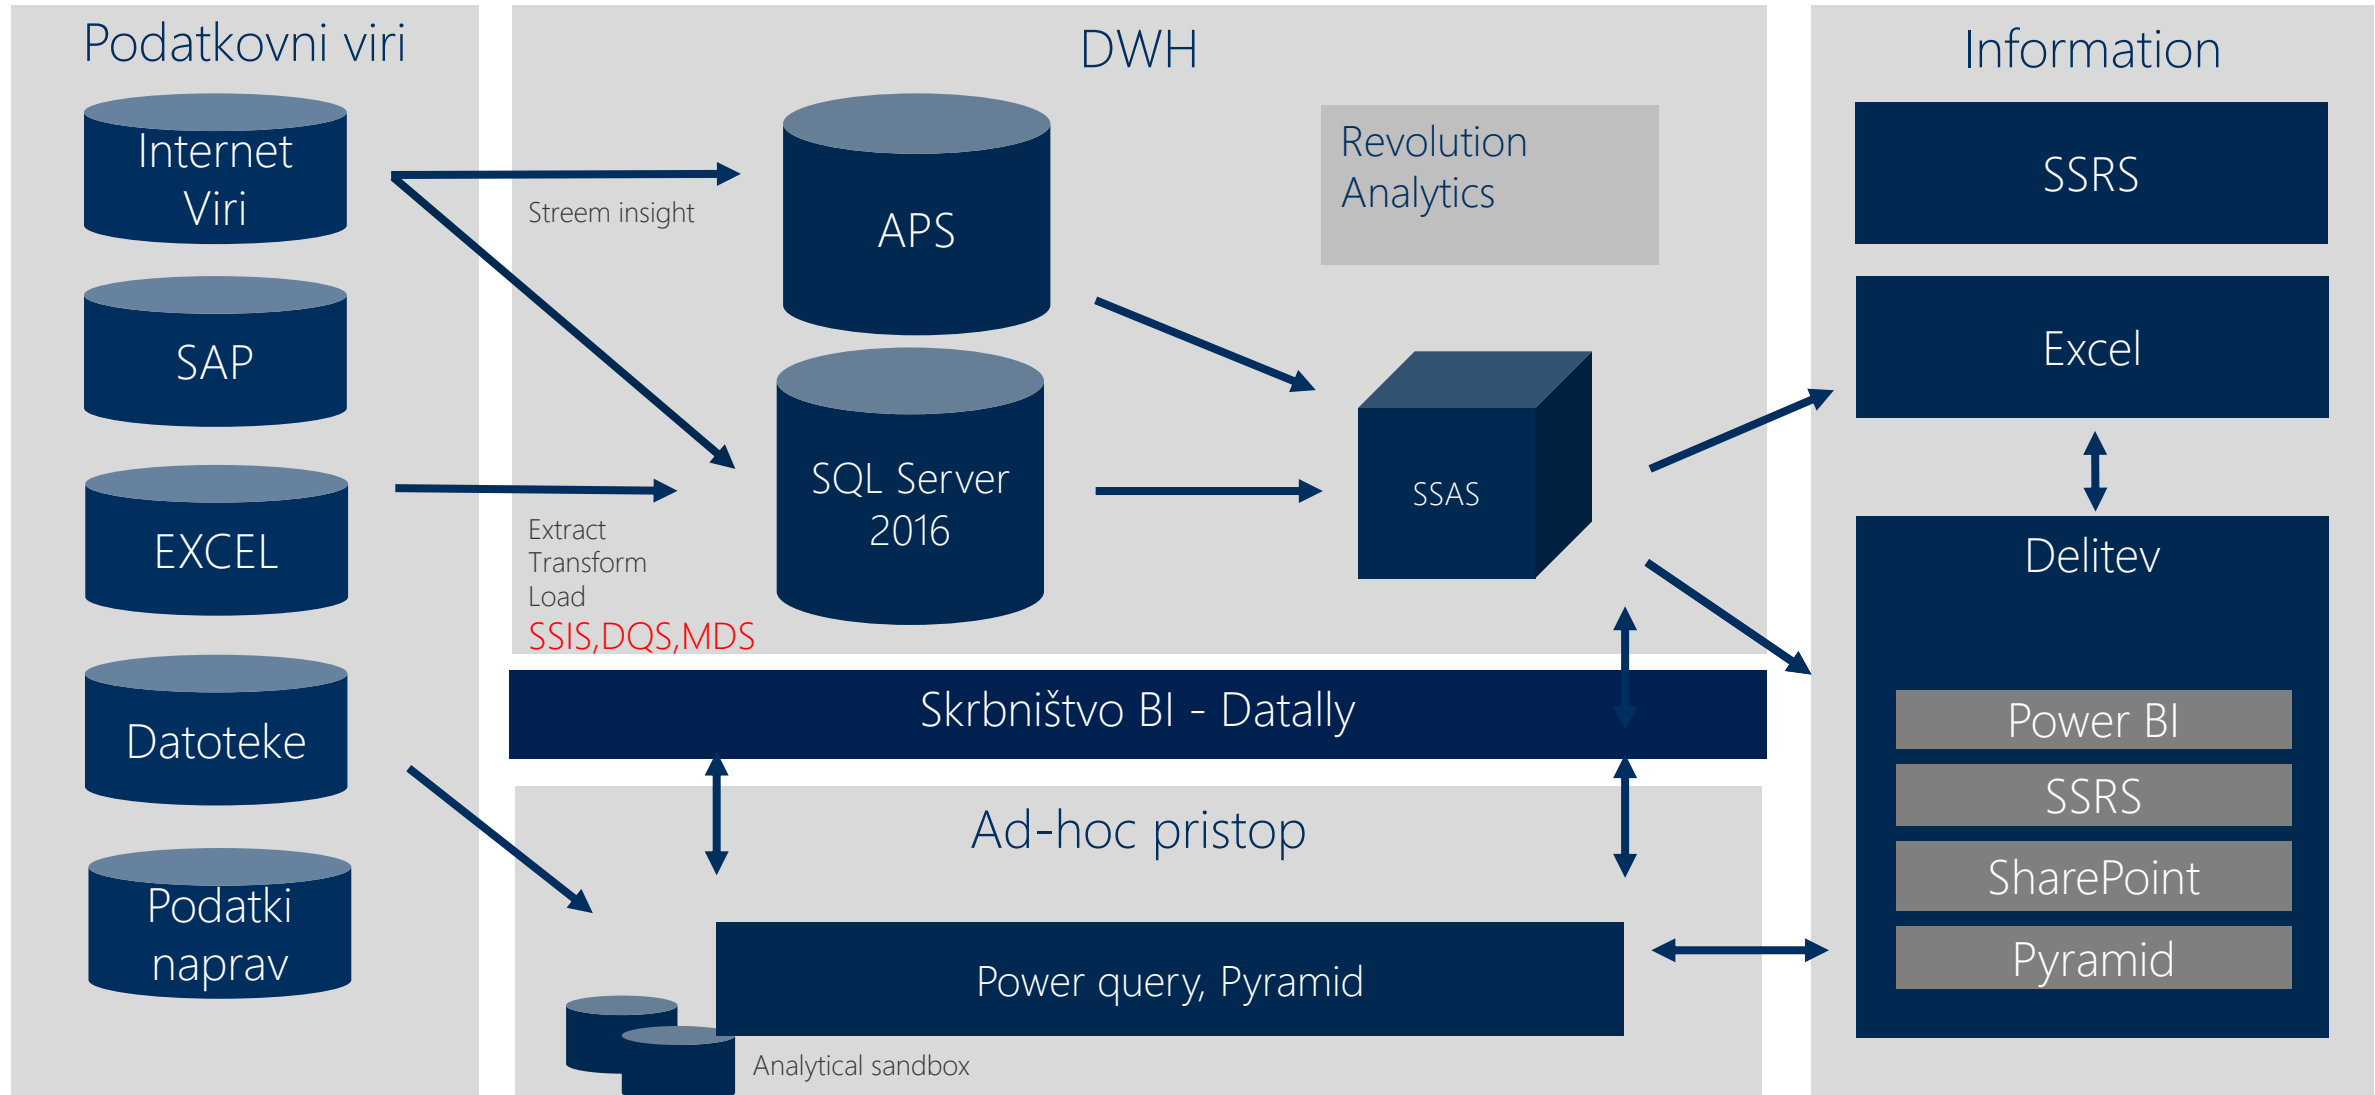 Podatkovni viri
Internet
Viri
SAP
EXCEL
Datoteke
Podatki
naprav
DWH
Streem insight
APS
Revolution
Analytics
SQL Server
2016
SSAS
Extract
Transform
Load
SSIS,DQS,MDS
Skrbništvo BI - Datally
Ad-hoc pristop
Power query, Pyramid
Analytical sandbox
Information
SSRS
Excel
Delitev
Power BI
SSRS
SharePoint
Pyramid